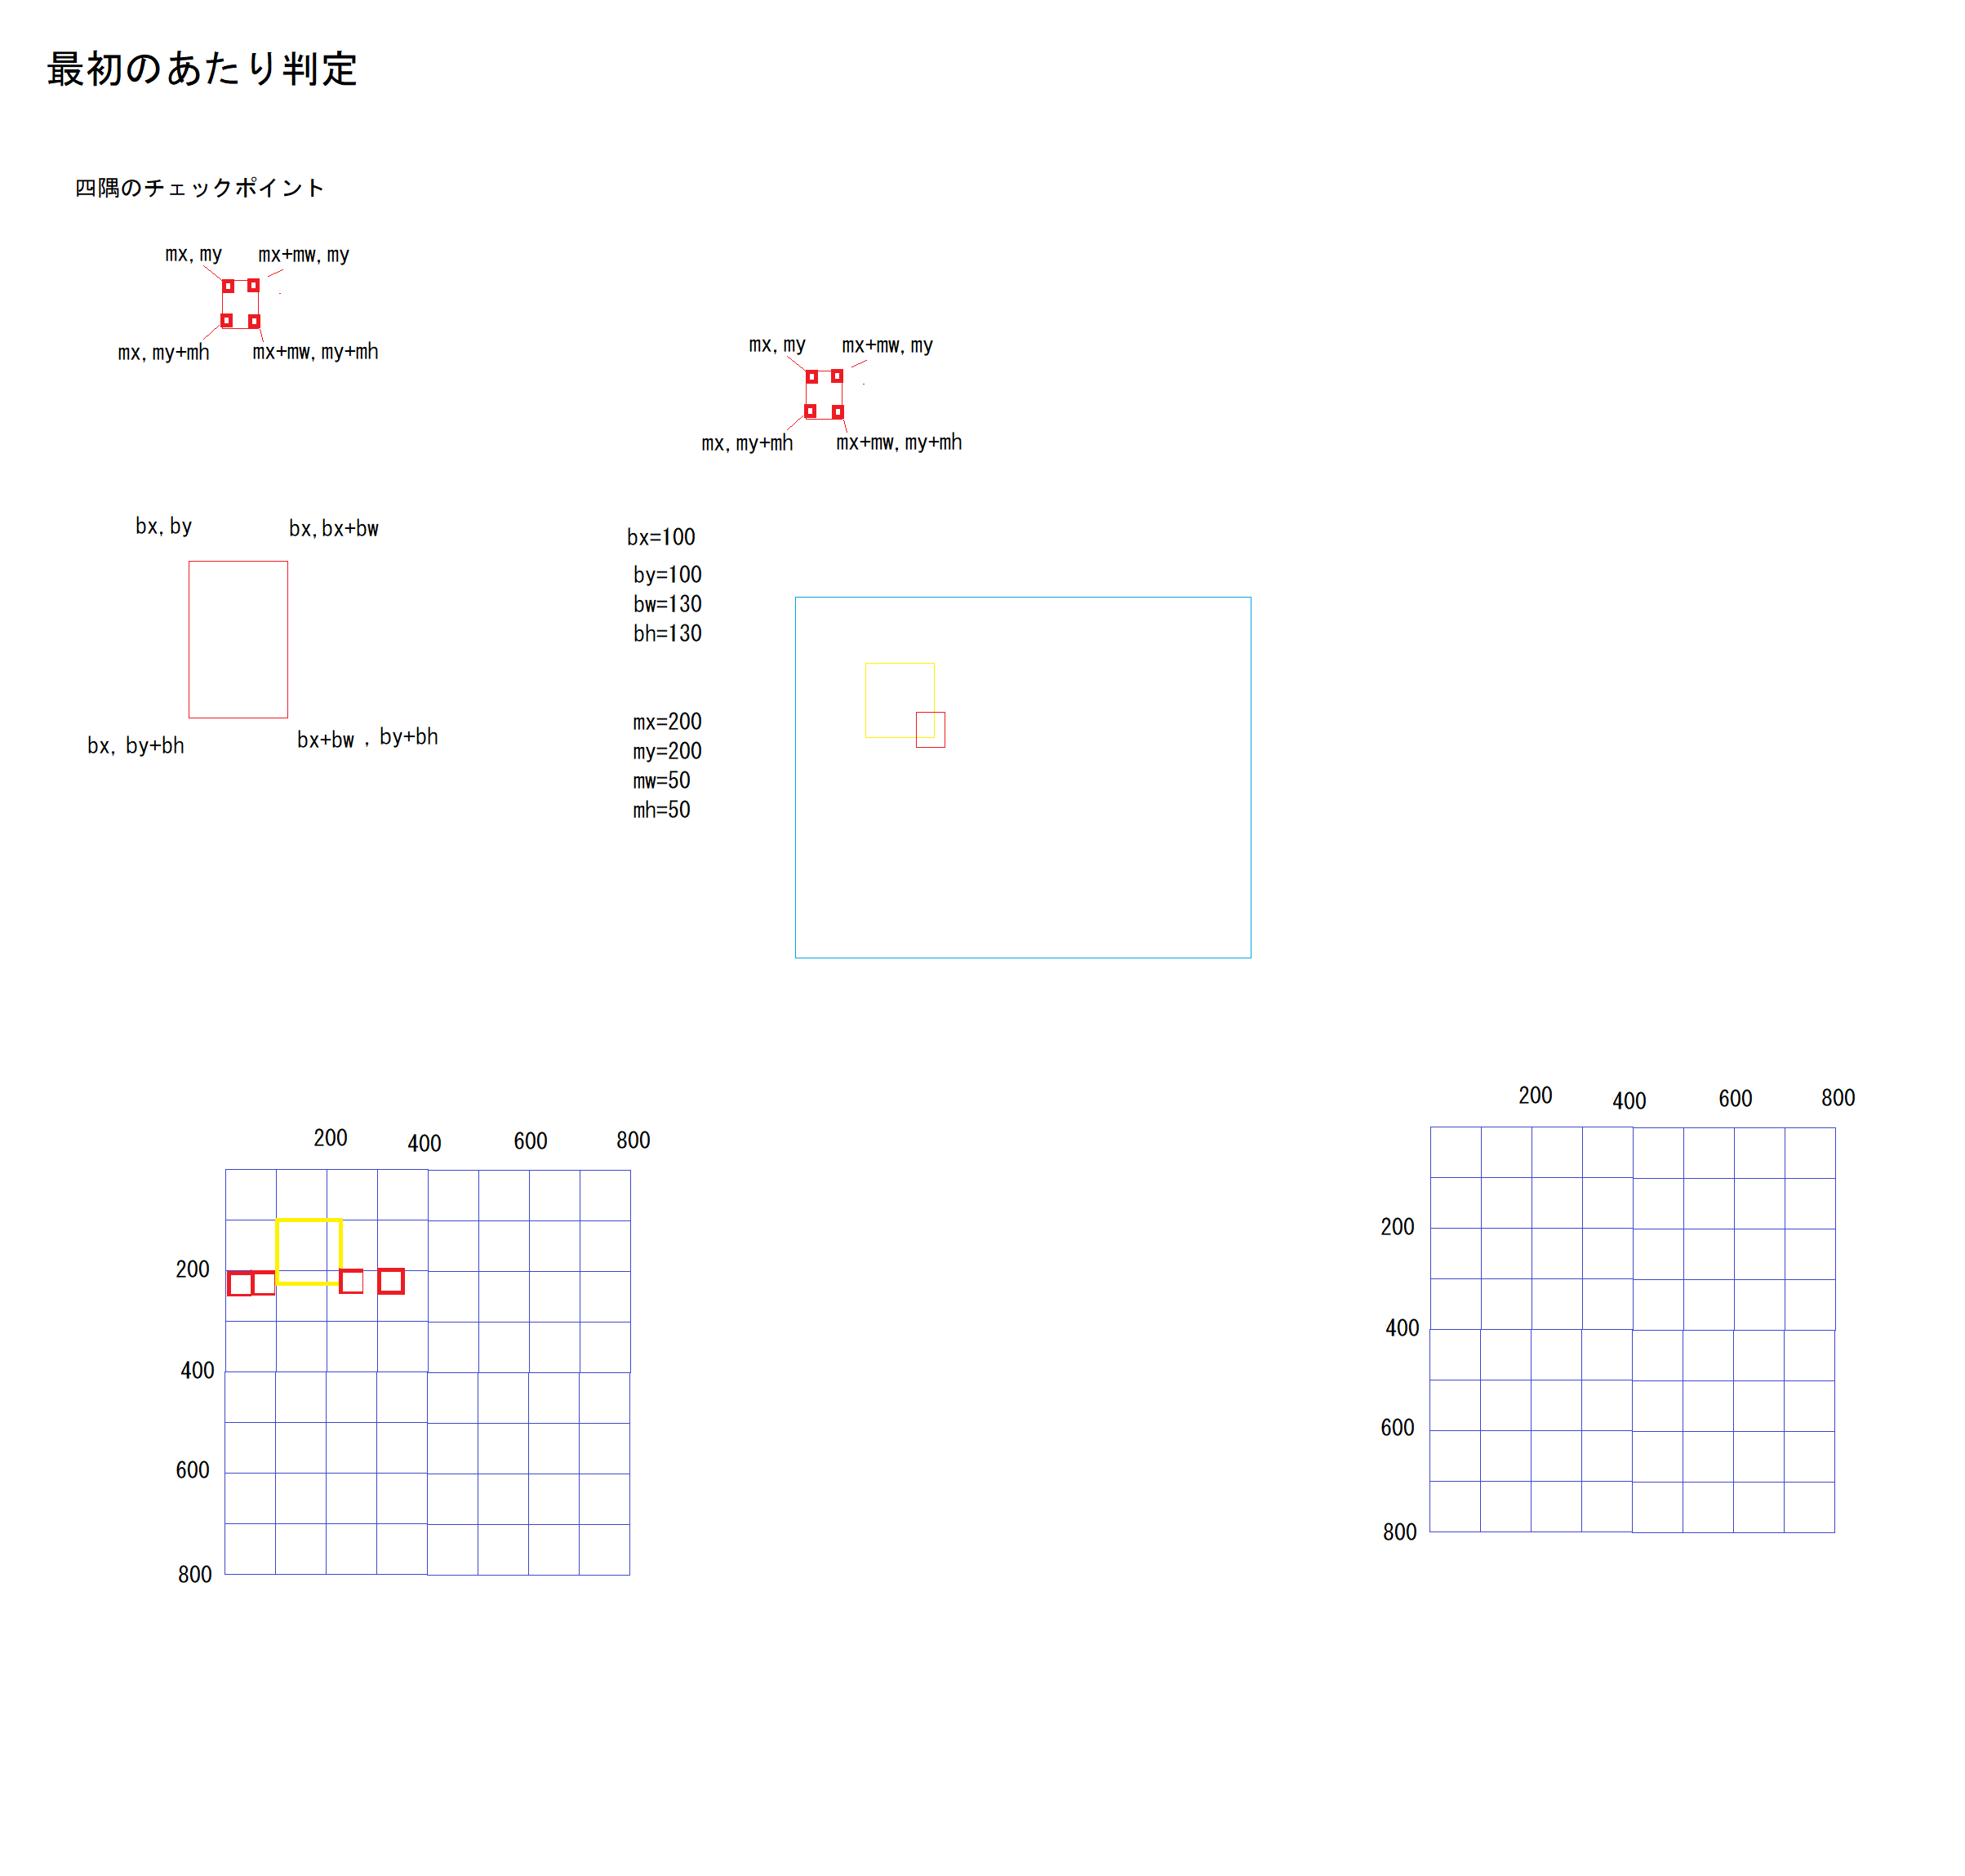 最初のあたり判定
四隅のチェックポイント
mx,my
mx+mw,my
mx,my+mh
mx+mw,my+mh
mx,my
mx+mw,my
mx,my+mh
mx+mw,my+mh
bx,by
bx,bx+bw
bx, by+bh
bx+bw , by+bh
bx=100
by=100
bw=130
bh=130
mx=200
my=200
mw=50
mh=50
200
400
600
800
200
400
600
800
200
400
600
800
200
400
600
800